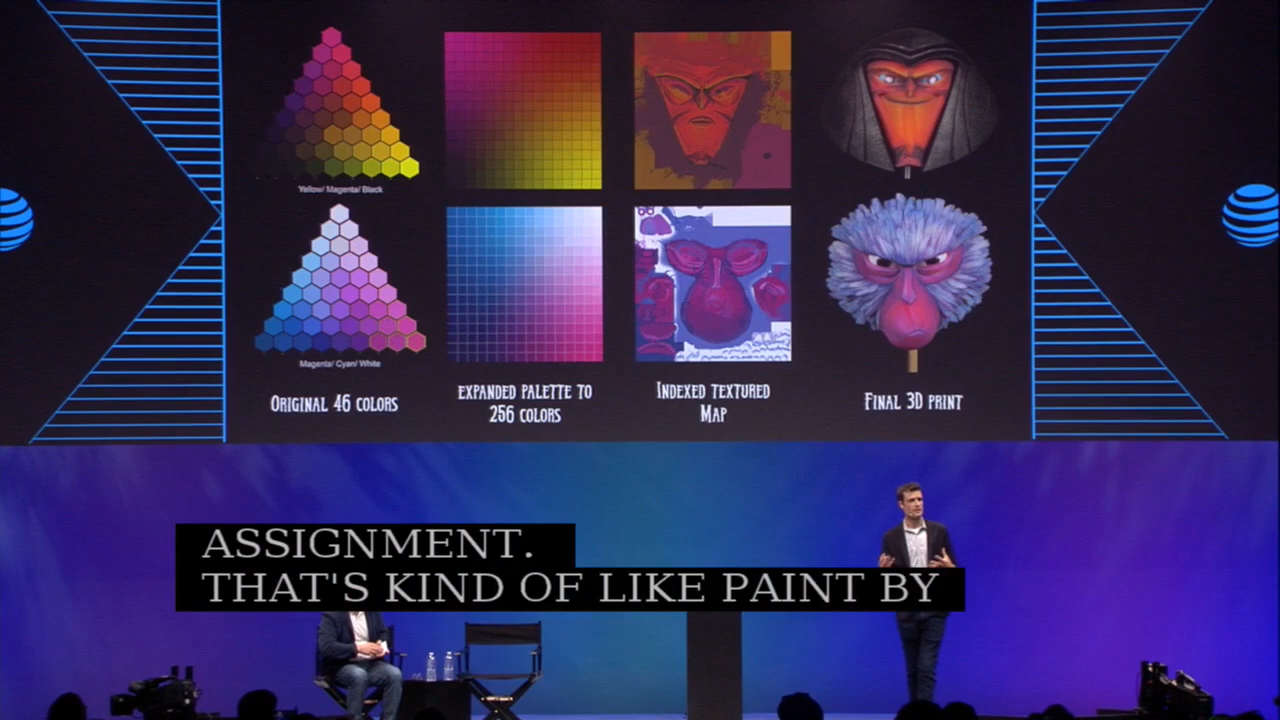 Yellow/ Magenta/ Black
Magenta/ Cyan/ White
ORIGINAL 46 COLORS
EXPANDED PALETTE TO
256 COLORS
INDEXED TEXTURED
MAP
FINAL 3D PRINT
ASSIGNMENT.
THAT'S KIND OF LIKE PAINT BY